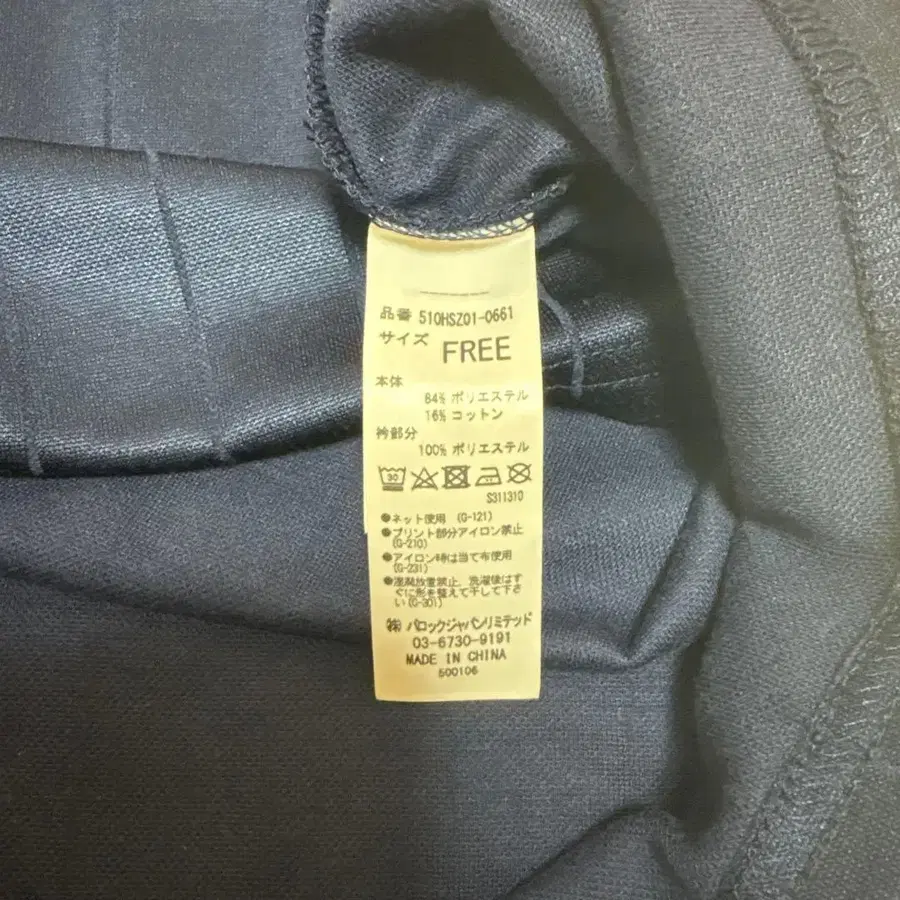 品番 510HSZ01-0661
サイズ FREE
本体
84% ポリエステル
16% コットン
衿部分
100% ポリエステル
30
S311310
●ネット使用 (G-121)
●プリント部分アイロン禁止
(G-210)
●アイロン時は当て布使用
(G-231)
●湿潤放置禁止、洗濯後はす
ぐに形を整えて干して下さ
い(G-301)
㈱ バロックジャパンリミテッド
03-6730-9191
MADE IN CHINA
500106